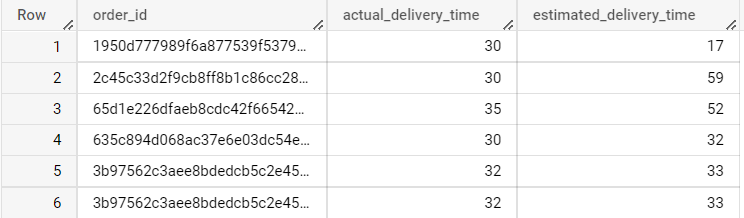 Row order_id actual_delivery_time estimated_delivery_time
1 1950d777989f6a877539f5379... 30 17
2 2c45c33d2f9cb8ff8b1c86cc28... 30 59
3 65d1e226dfaeb8cdc42f66542... 35 52
4 635c894d068ac37e6e03dc54e... 30 32
5 3b97562c3aee8bdedcb5c2e45... 32 33
6 3b97562c3aee8bdedcb5c2e45... 32 33